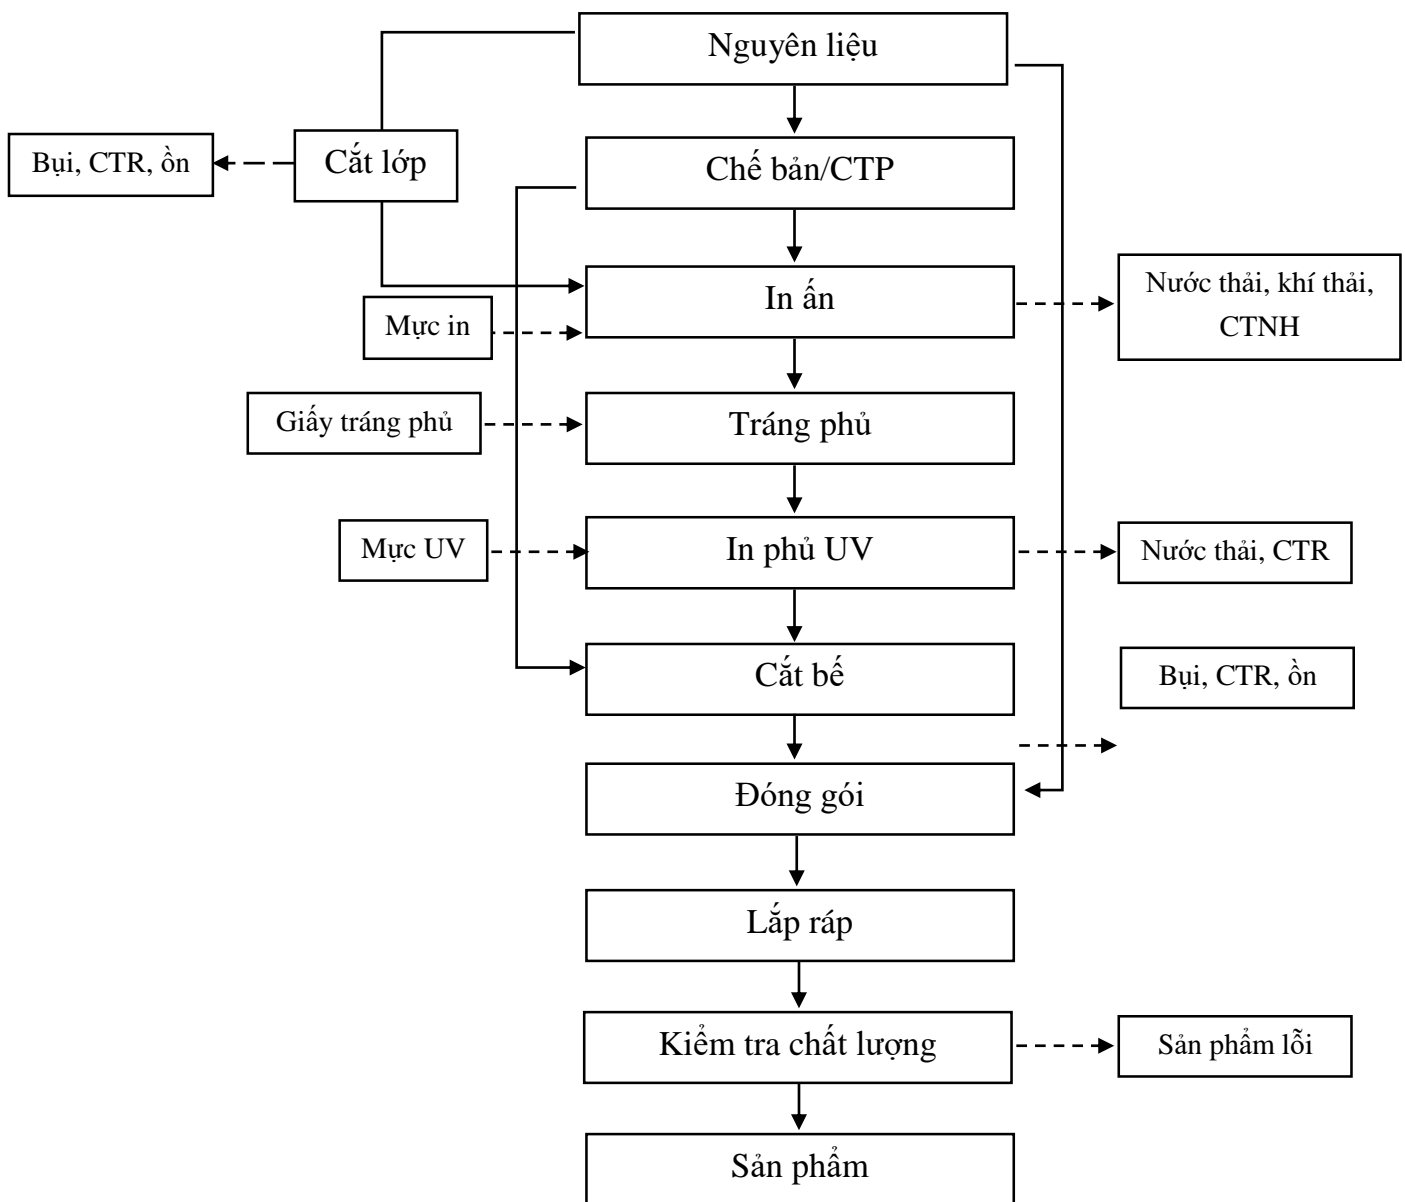 Nguyên liệu
Bụi, CTR, ồn
Cắt lớp
Chế bản/CTP
In ấn
Nước thải, khí thải,
CTNH
Mực in
Giấy tráng phủ
Tráng phủ
Mực UV
In phủ UV
Nước thải, CTR
Cắt bế
Bụi, CTR, ồn
Đóng gói
Lắp ráp
Kiểm tra chất lượng
Sản phẩm lỗi
Sản phẩm